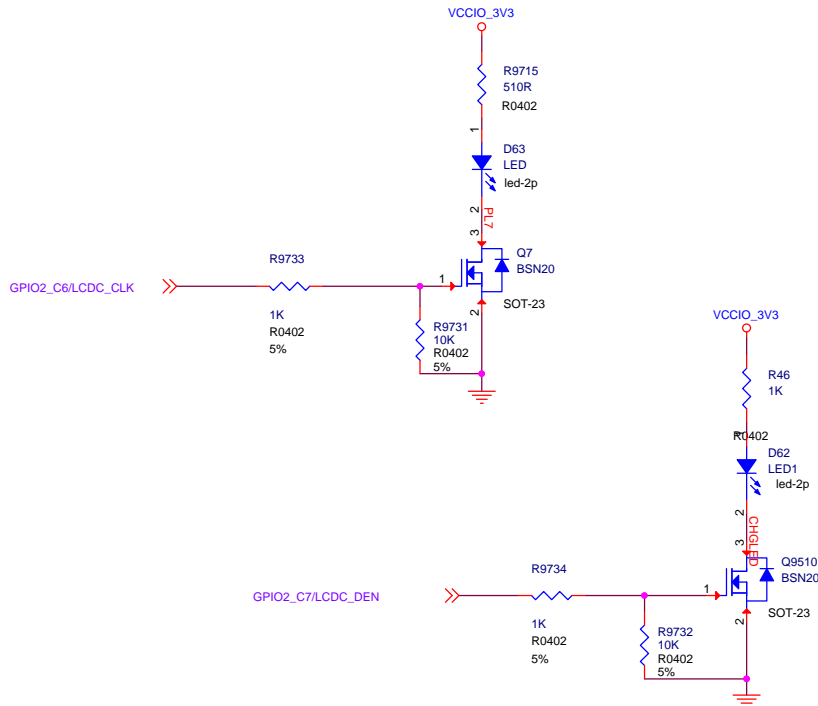 VCCIO_3V3
R9715
510R
R0402
1
D63
LED
led-2p
2
PL7
3
Q7
BSN20
1
2
SOT-23
GPIO2_C6/LCDC_CLK
R9733
1K
R0402
5%
R9731
10K
R0402
5%
VCCIO_3V3
R46
1K
1
R0402
D62
LED1
led-2p
2
CHGLED
3
Q9510
BSN20
1
2
SOT-23
GPIO2_C7/LCDC_DEN
R9734
1K
R0402
5%
R9732
10K
R0402
5%